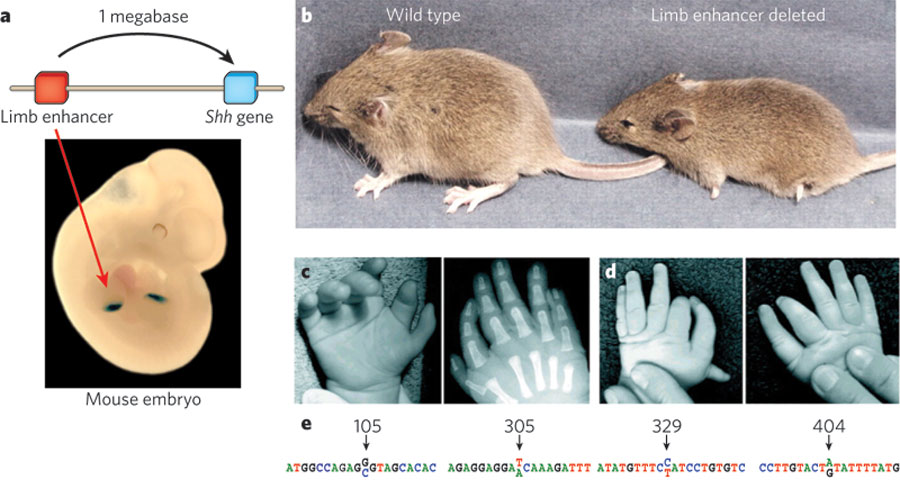 a
1 megabase
Limb enhancer
Shh gene
Mouse embryo
b
Wild type
Limb enhancer deleted
c
d
e
105
305
329
404
ATGGCCAGAGGGTAGCACAC
C
AGAGGAGGATCAAAGATTT
A
ATATGTTTCCATCCTGTGTC
T
CCTTGTACTAGTATTTTATG
G